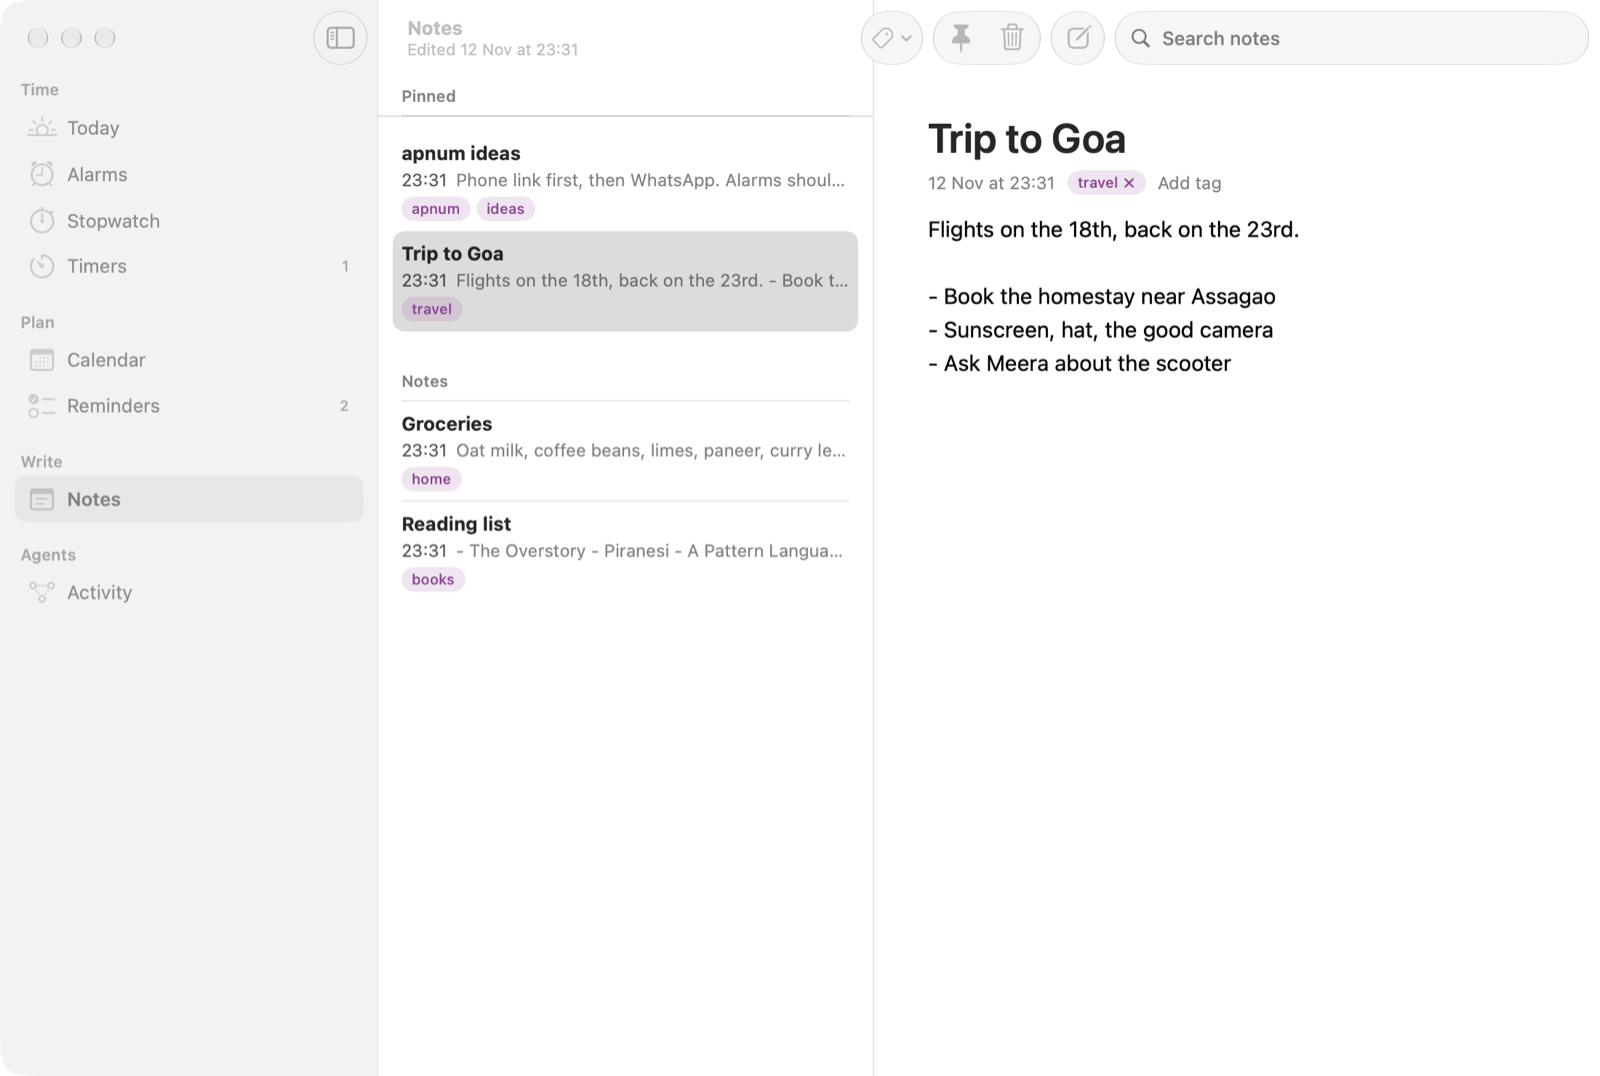 Time
Today
Alarms
Stopwatch
Timers 1
Plan
Calendar
Reminders 2
Write
Notes
Agents
Activity
Notes
Edited 12 Nov at 23:31
Pinned
apnum ideas
23:31 Phone link first, then WhatsApp. Alarms shoul...
apnum ideas
Trip to Goa
23:31 Flights on the 18th, back on the 23rd. - Book t...
travel
Notes
Groceries
23:31 Oat milk, coffee beans, limes, paneer, curry le...
home
Reading list
23:31 - The Overstory - Piranesi - A Pattern Langua...
books
Search notes
Trip to Goa
12 Nov at 23:31 travel × Add tag
Flights on the 18th, back on the 23rd.
- Book the homestay near Assagao
- Sunscreen, hat, the good camera
- Ask Meera about the scooter